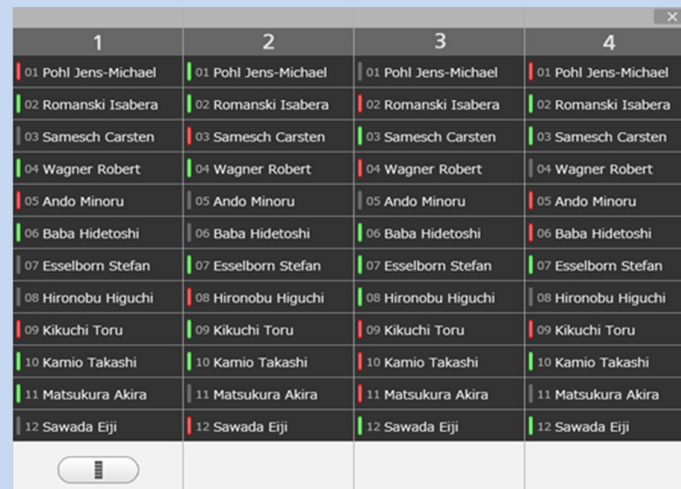 1 2 3 4
01 Pohl Jens-Michael 01 Pohl Jens-Michael 01 Pohl Jens-Michael 01 Pohl Jens-Michael
02 Romanski Isabera 02 Romanski Isabera 02 Romanski Isabera 02 Romanski Isabera
03 Samesch Carsten 03 Samesch Carsten 03 Samesch Carsten 03 Samesch Carsten
04 Wagner Robert 04 Wagner Robert 04 Wagner Robert 04 Wagner Robert
05 Ando Minoru 05 Ando Minoru 05 Ando Minoru 05 Ando Minoru
06 Baba Hidetoshi 06 Baba Hidetoshi 06 Baba Hidetoshi 06 Baba Hidetoshi
07 Esselborn Stefan 07 Esselborn Stefan 07 Esselborn Stefan 07 Esselborn Stefan
08 Hironobu Higuchi 08 Hironobu Higuchi 08 Hironobu Higuchi 08 Hironobu Higuchi
09 Kikuchi Toru 09 Kikuchi Toru 09 Kikuchi Toru 09 Kikuchi Toru
10 Kamio Takashi 10 Kamio Takashi 10 Kamio Takashi 10 Kamio Takashi
11 Matsukura Akira 11 Matsukura Akira 11 Matsukura Akira 11 Matsukura Akira
12 Sawada Eiji 12 Sawada Eiji 12 Sawada Eiji 12 Sawada Eiji